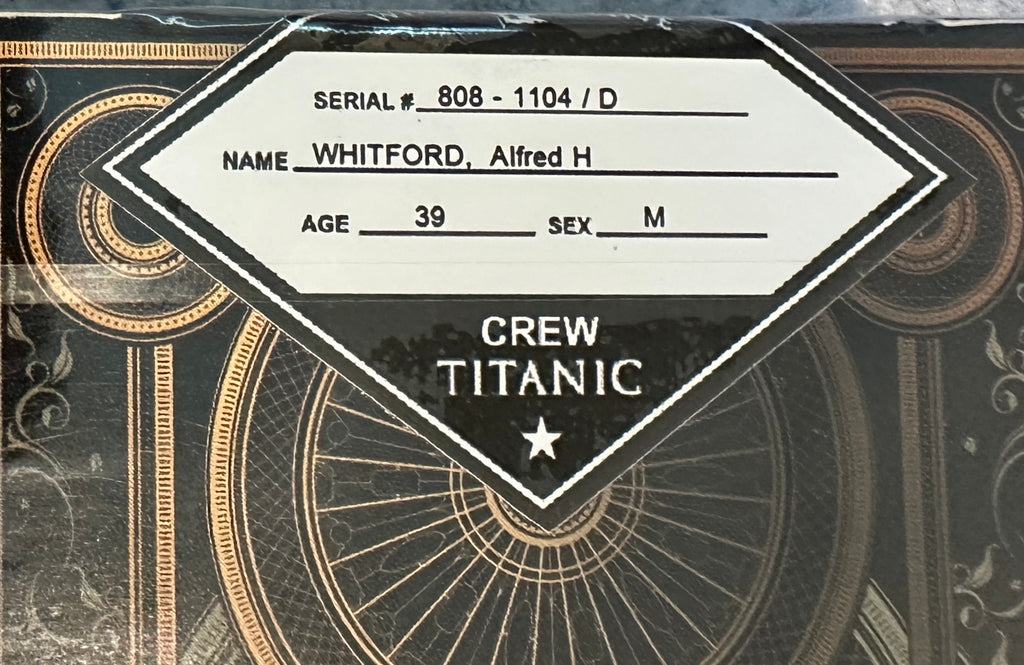 SERIAL # 808 - 1104 / D
NAME WHITFORD, Alfred H
AGE 39 SEX M
CREW
TITANIC